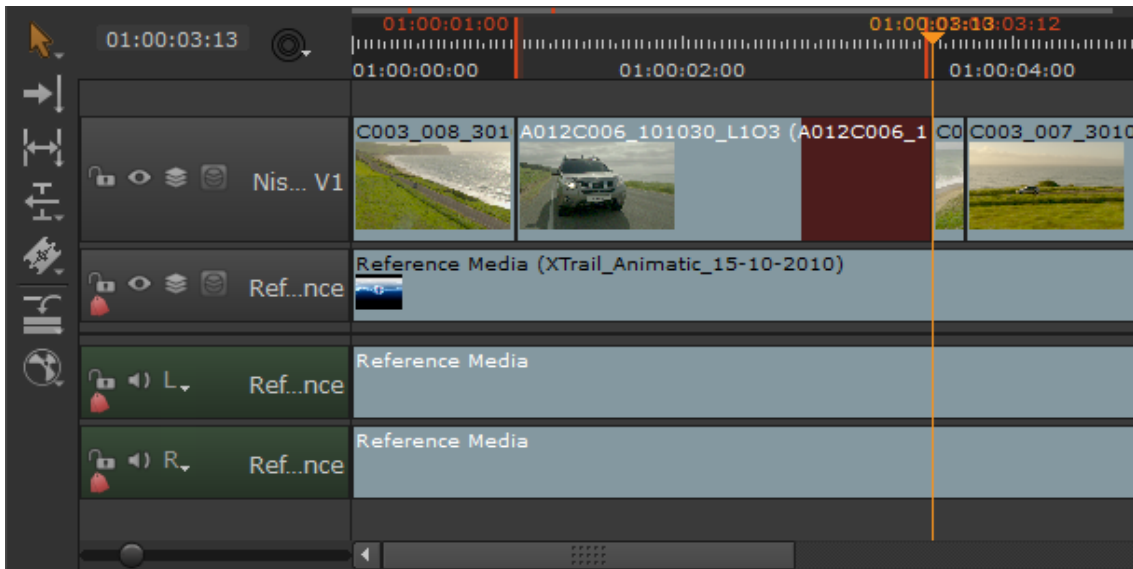 01:00:03:13
01:00:01:00
01:00:03:13:03:12
01:00:00:00
01:00:02:00
01:00:04:00
C003_008_301
A012C006_101030_L1O3 (A012C006_1
C0
C003_007_3010
Nis... V1
Reference Media (XTrail_Animatic_15-10-2010)
Ref...nce
Reference Media
L
Ref...nce
Reference Media
R
Ref...nce